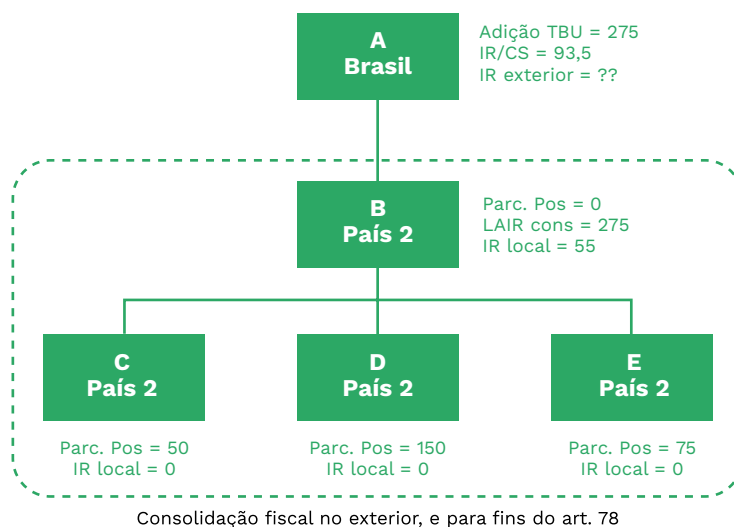 A
Brasil
Adição TBU = 275
IR/CS = 93,5
IR exterior = ??
B
País 2
Parc. Pos = 0
LAIR cons = 275
IR local = 55
C
País 2
D
País 2
E
País 2
Parc. Pos = 50
IR local = 0
Parc. Pos = 150
IR local = 0
Parc. Pos = 75
IR local = 0
Consolidação fiscal no exterior, e para fins do art. 78